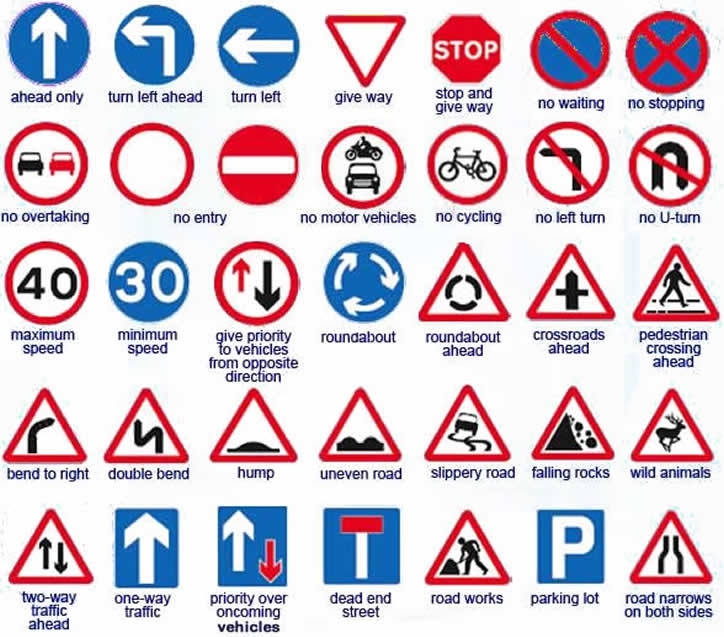 STOP
ahead only
turn left ahead
turn left
give way
stop and
give way
no waiting
no stopping
no overtaking
no entry
no motor vehicles
no cycling
no left turn
no U-turn
40
30
maximum
speed
minimum
speed
give priority
to vehicles
from opposite
direction
roundabout
roundabout
ahead
crossroads
ahead
pedestrian
crossing
ahead
bend to right
double bend
hump
uneven road
slippery road
falling rocks
wild animals
P
two-way
traffic
ahead
one-way
traffic
priority over
oncoming
vehicles
dead end
street
road works
parking lot
road narrows
on both sides